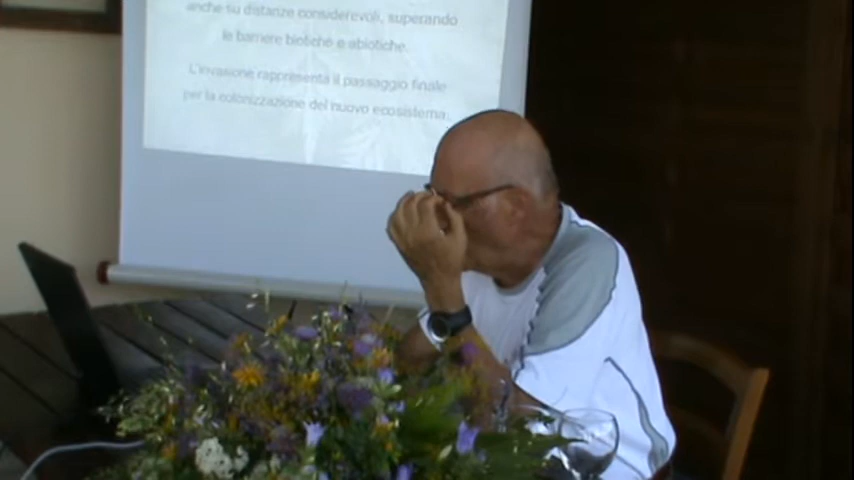 anche su distanze considerevoli, superando
le barriere biotiche e abiotiche.
L'invasione rappresenta il passaggio finale
per la colonizzazione del nuovo ecosistema.